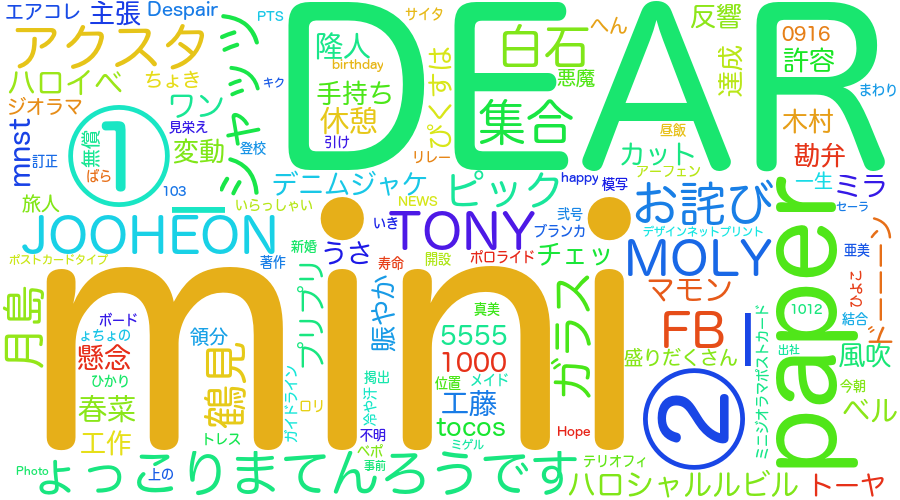 エアコレ
主張
Despair
PTS
サイタ
DEAR
へん
反響
0916
アクスタ
シャッツ
隆人
birthday
白石
達成
許容
ハロイベ
ちょき
キク
手持ち
ぴくすは
悪魔
まわり
ジオラマ
ワン
休憩
集合
木村
mnst
①
無償
見栄え
変動
登校
引け
リレー
昼飯
カット
勘弁
訂正
ばら
103
デニムジャケ
ピック
アーフェン
happy
模写
一生
ミラ
旅人
いらっしゃい
NEWS
お詫び
セーラ
JOOHEON
mini
いき
TONY
弐号
ブランカ
デザインネットプリント
paper
ポストカードタイプ
著作
新婚
うさ
寿命
開設
ポロライド
チェッ
MOLY
亜美
月島
プリプリ
賑やか
ガラス
マモン
こよひ
ボード
真美
1012
結合
ょちょの
領分
5555
FB
ミニジオラマポストカード
懸念
1000
盛りだくさん
出社
風吹
ひかり
鶴見
掲出
位置
メイド
②
今朝
春菜
ガイドライン
ロリ
冷や汗
工藤
ベル
工作
トレス
不明
tocos
Hope
ペポ
ミゲル
Photo
上の
ょっこりまてんろうです
事前
テリオフィ
ハロシャルルビル
トーヤ